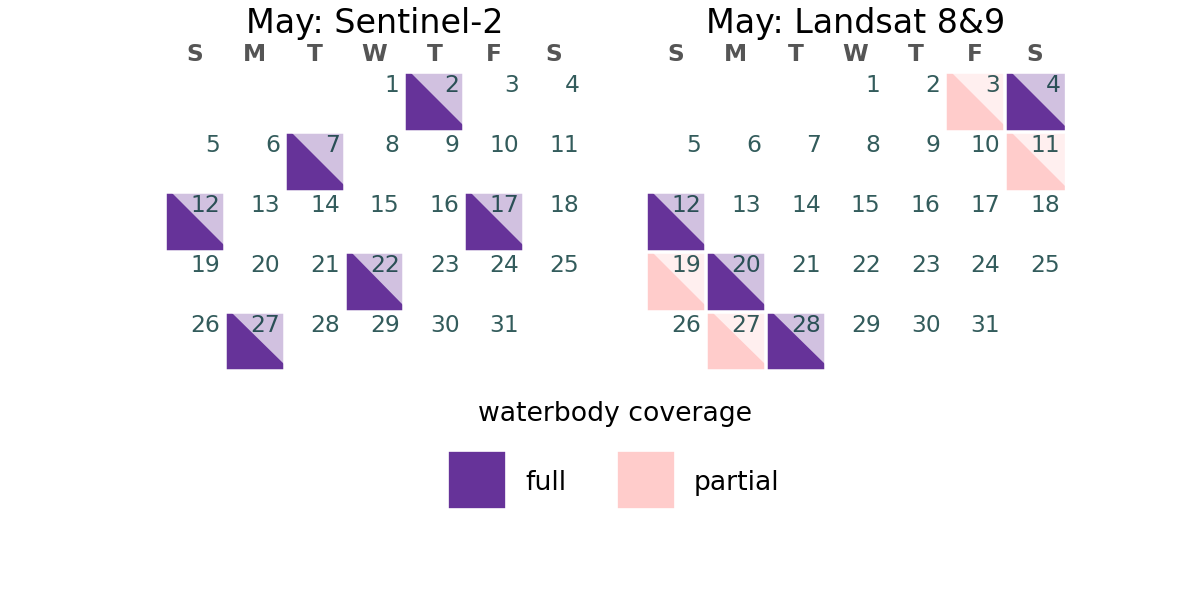 May: Sentinel-2
S M T W T F S
1 2 3 4
5 6 7 8 9 10 11
12 13 14 15 16 17 18
19 20 21 22 23 24 25
26 27 28 29 30 31
May: Landsat 8&9
S M T W T F S
1 2 3 4
5 6 7 8 9 10 11
12 13 14 15 16 17 18
19 20 21 22 23 24 25
26 27 28 29 30 31
waterbody coverage
full partial